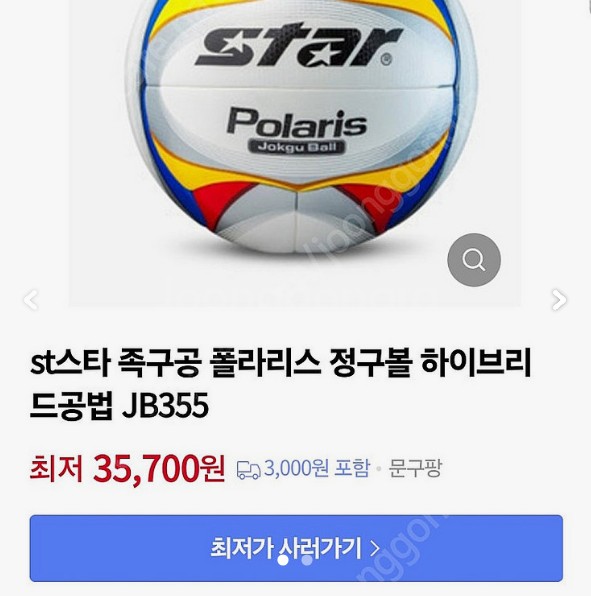 star®
Polaris
Jokgu Ball
st스타 족구공 폴라리스 정구볼 하이브리
드공법 JB355
최저 35,700원 3,000원 포함 • 문구팡
최저가 사러가기 >